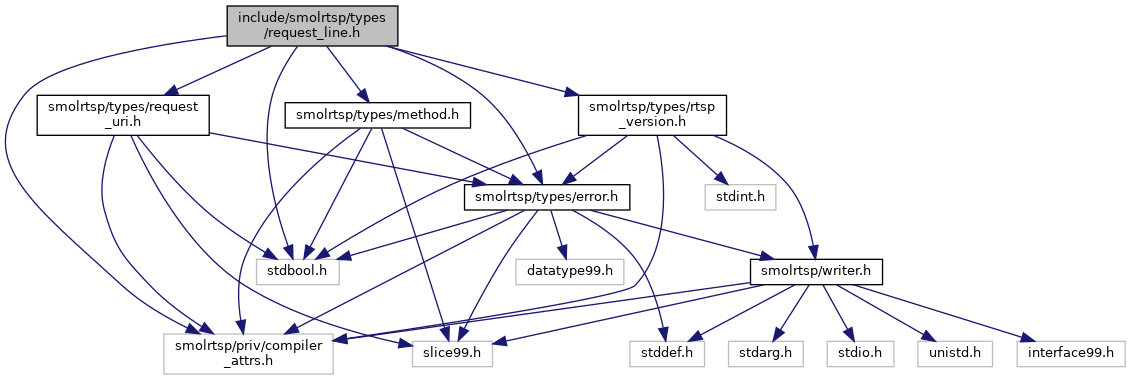 include/smolrtsp/types
/request_line.h
smolrtsp/types/request
_uri.h
smolrtsp/types/method.h
smolrtsp/types/rtsp
_version.h
smolrtsp/types/error.h
stdint.h
stdbool.h
datatype99.h
smolrtsp/writer.h
smolrtsp/priv/compiler
_attrs.h
slice99.h
stddef.h
stdarg.h
stdio.h
unistd.h
interface99.h